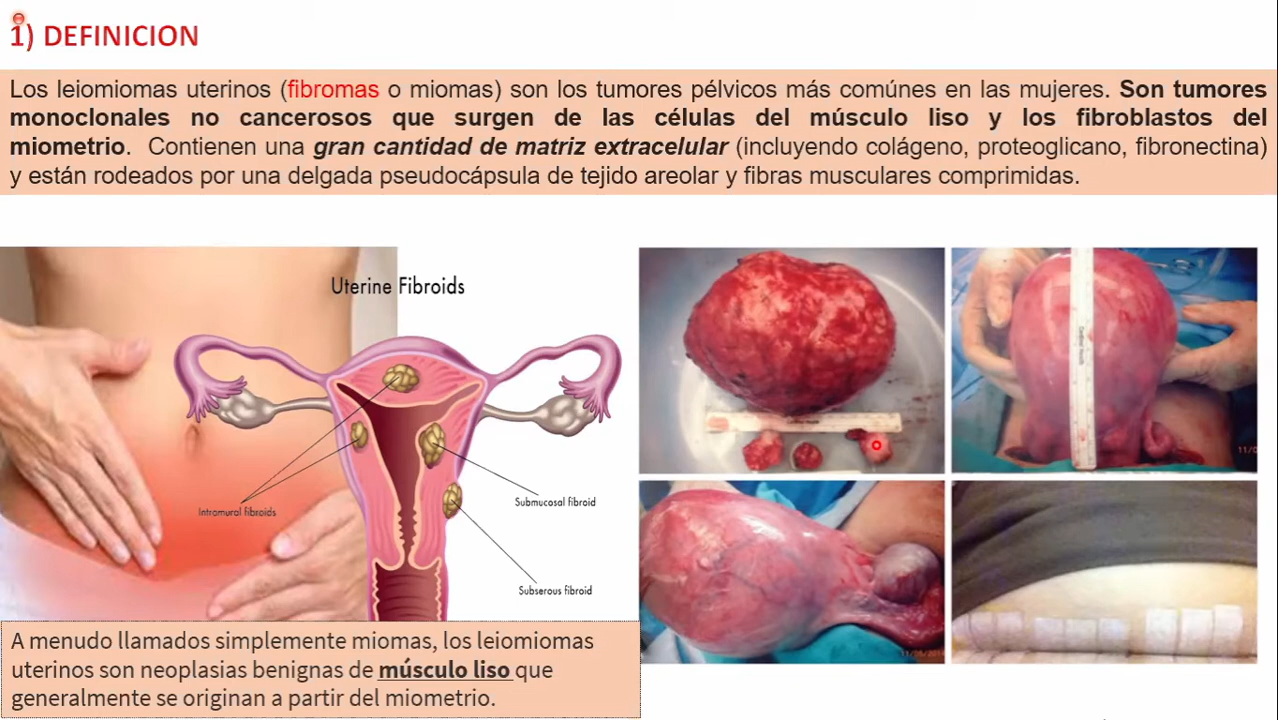 1) DEFINICION
Los leiomiomas uterinos (fibromas o miomas) son los tumores pélvicos más comúnes en las mujeres. Son tumores
monoclonales no cancerosos que surgen de las células del músculo liso y los fibroblastos del
miometrio. Contienen una gran cantidad de matriz extracelular (incluyendo colágeno, proteoglicano, fibronectina)
y están rodeados por una delgada pseudocápsula de tejido areolar y fibras musculares comprimidas.
Uterine Fibroids
Intramural fibroids
Submucosal fibroid
Subserous fibroid
A menudo llamados simplemente miomas, los leiomiomas
uterinos son neoplasias benignas de músculo liso que
generalmente se originan a partir del miometrio.